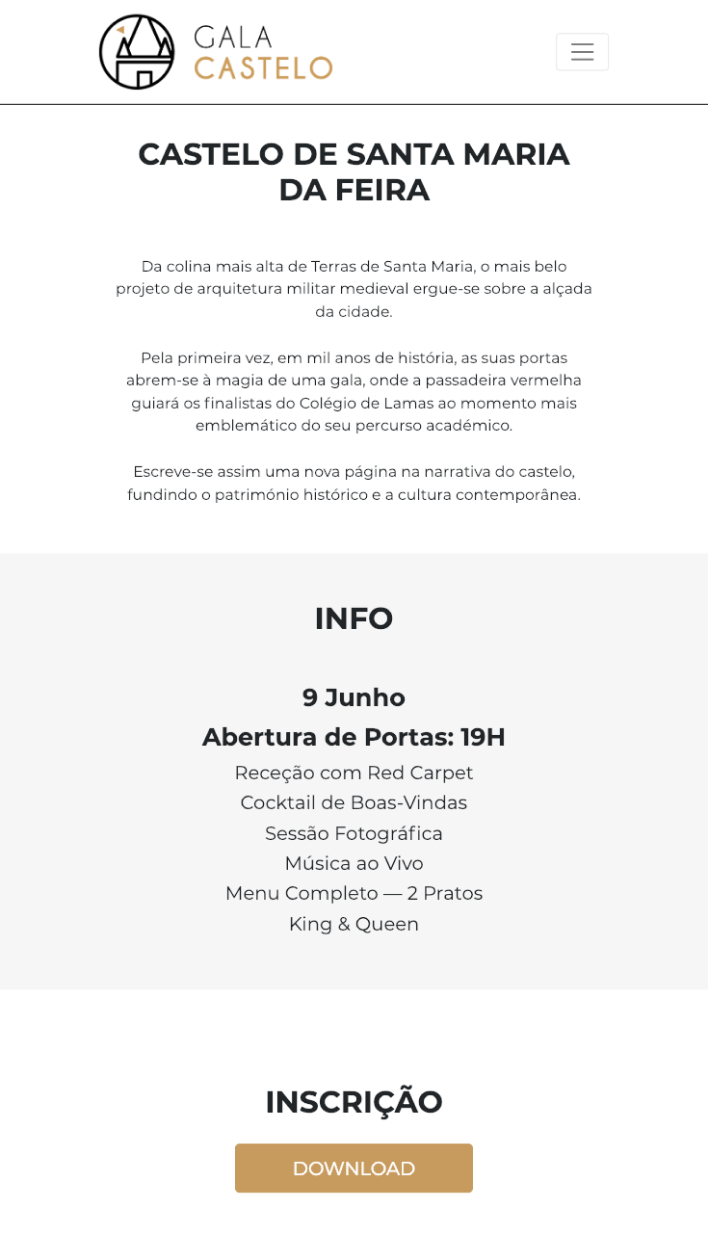 GALA
CASTELO
CASTELO DE SANTA MARIA
DA FEIRA
Da colina mais alta de Terras de Santa Maria, o mais belo
projeto de arquitetura militar medieval ergue-se sobre a alçada
da cidade.
Pela primeira vez, em mil anos de história, as suas portas
abrem-se à magia de uma gala, onde a passadeira vermelha
guiará os finalistas do Colégio de Lamas ao momento mais
emblemático do seu percurso académico.
Escreve-se assim uma nova página na narrativa do castelo,
fundindo o património histórico e a cultura contemporânea.
INFO
9 Junho
Abertura de Portas: 19H
Receção com Red Carpet
Cocktail de Boas-Vindas
Sessão Fotográfica
Música ao Vivo
Menu Completo — 2 Pratos
King & Queen
INSCRIÇÃO
DOWNLOAD